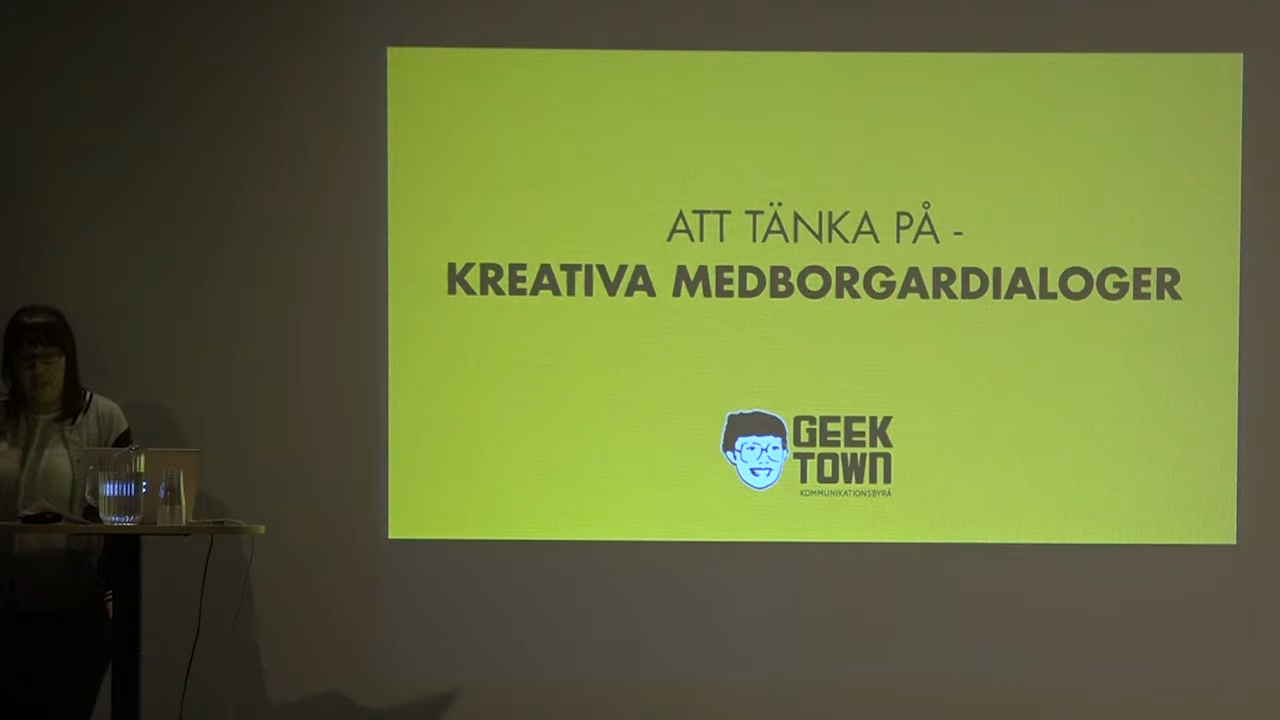 ATT TÄNKA PÅ -
KREATIVA MEDBORGARDIALOGER
GEEK
TOWN
KOMMUNIKATIONSBYRÅ